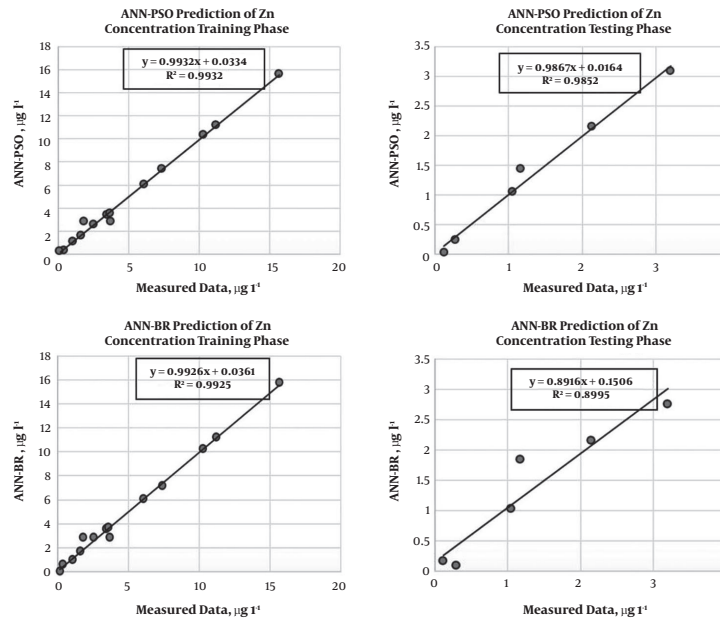 ANN-PSO Prediction of Zn
Concentration Training Phase
18
16
14
12
10
8
6
4
2
0
y = 0.9932x + 0.0334
R² = 0.9932
ANN-PSO , µg l⁻¹
0
5
10
15
20
Measured Data, µg 1⁻¹
ANN-PSO Prediction of Zn
Concentration Testing Phase
3.5
3
2.5
2
1.5
1
0.5
0
y = 0.9867x + 0.0164
R² = 0.9852
ANN-PSO , µg l⁻¹
0
1
2
3
Measured Data, µg 1⁻¹
ANN-BR Prediction of Zn
Concentration Training Phase
18
16
14
12
10
8
6
4
2
0
y = 0.9926x + 0.0361
R² = 0.9925
ANN-BR, µg l⁻¹
0
5
10
15
20
Measured Data, µg 1⁻¹
ANN-BR Prediction of Zn
Concentration Testing Phase
3.5
3
2.5
2
1.5
1
0.5
0
y = 0.8916x + 0.1506
R² = 0.8995
ANN-BR, µg l⁻¹
0
1
2
3
Measured Data, µg 1⁻¹